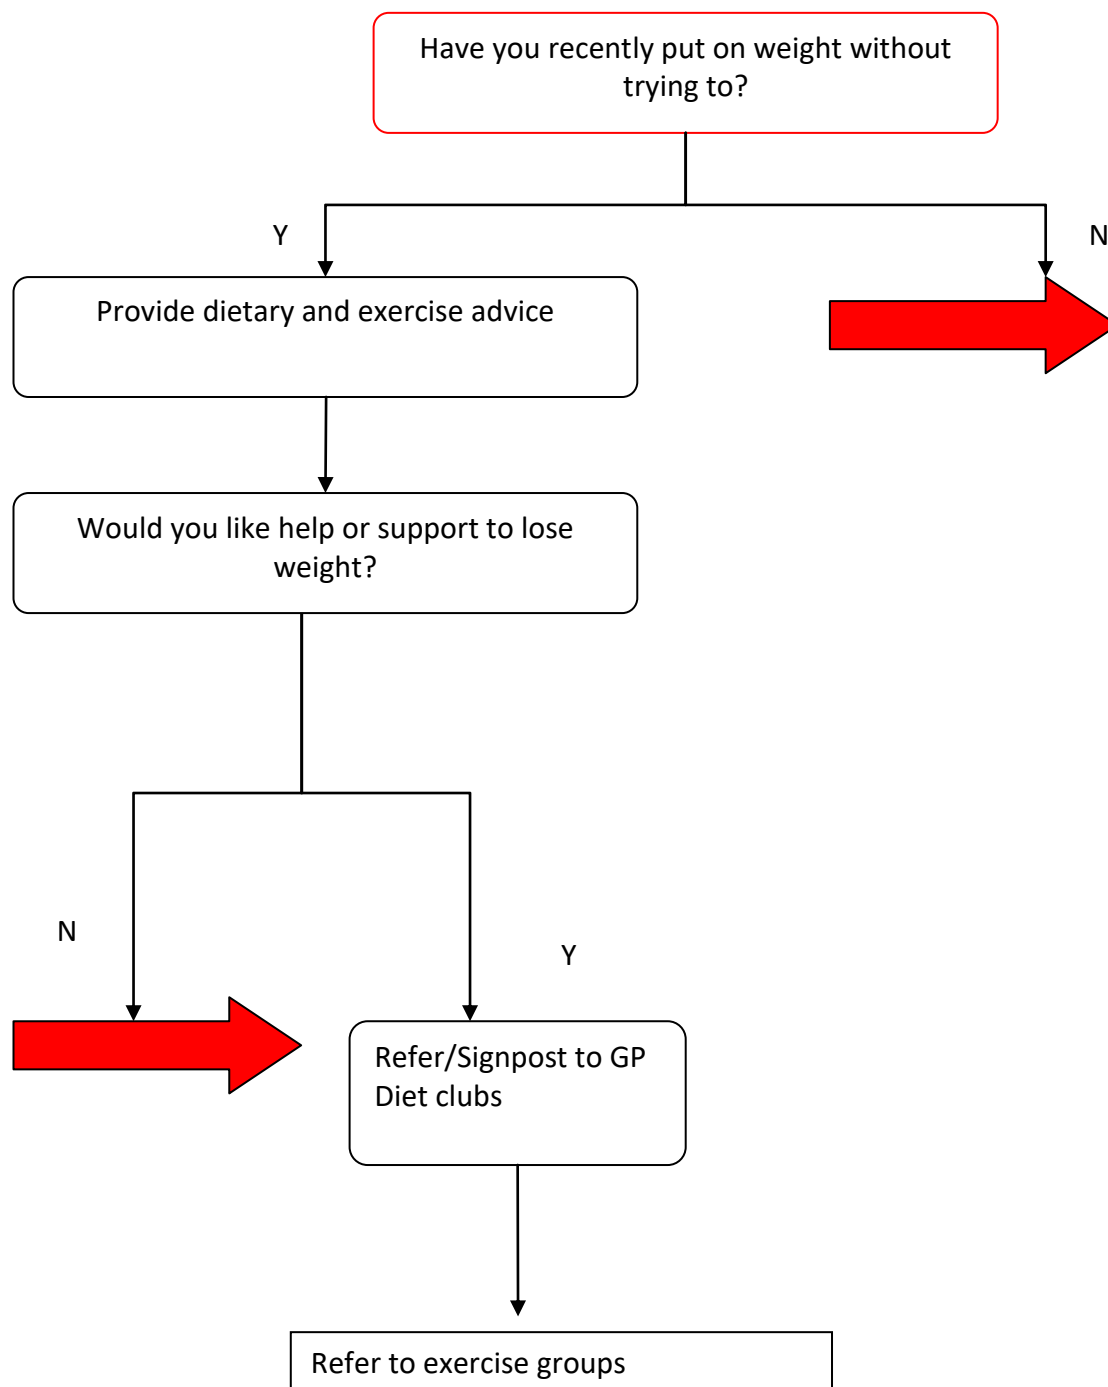 Have you recently put on weight without
trying to?
Y
N
Provide dietary and exercise advice
Would you like help or support to lose
weight?
N
Y
Refer/Signpost to GP
Diet clubs
Refer to exercise groups